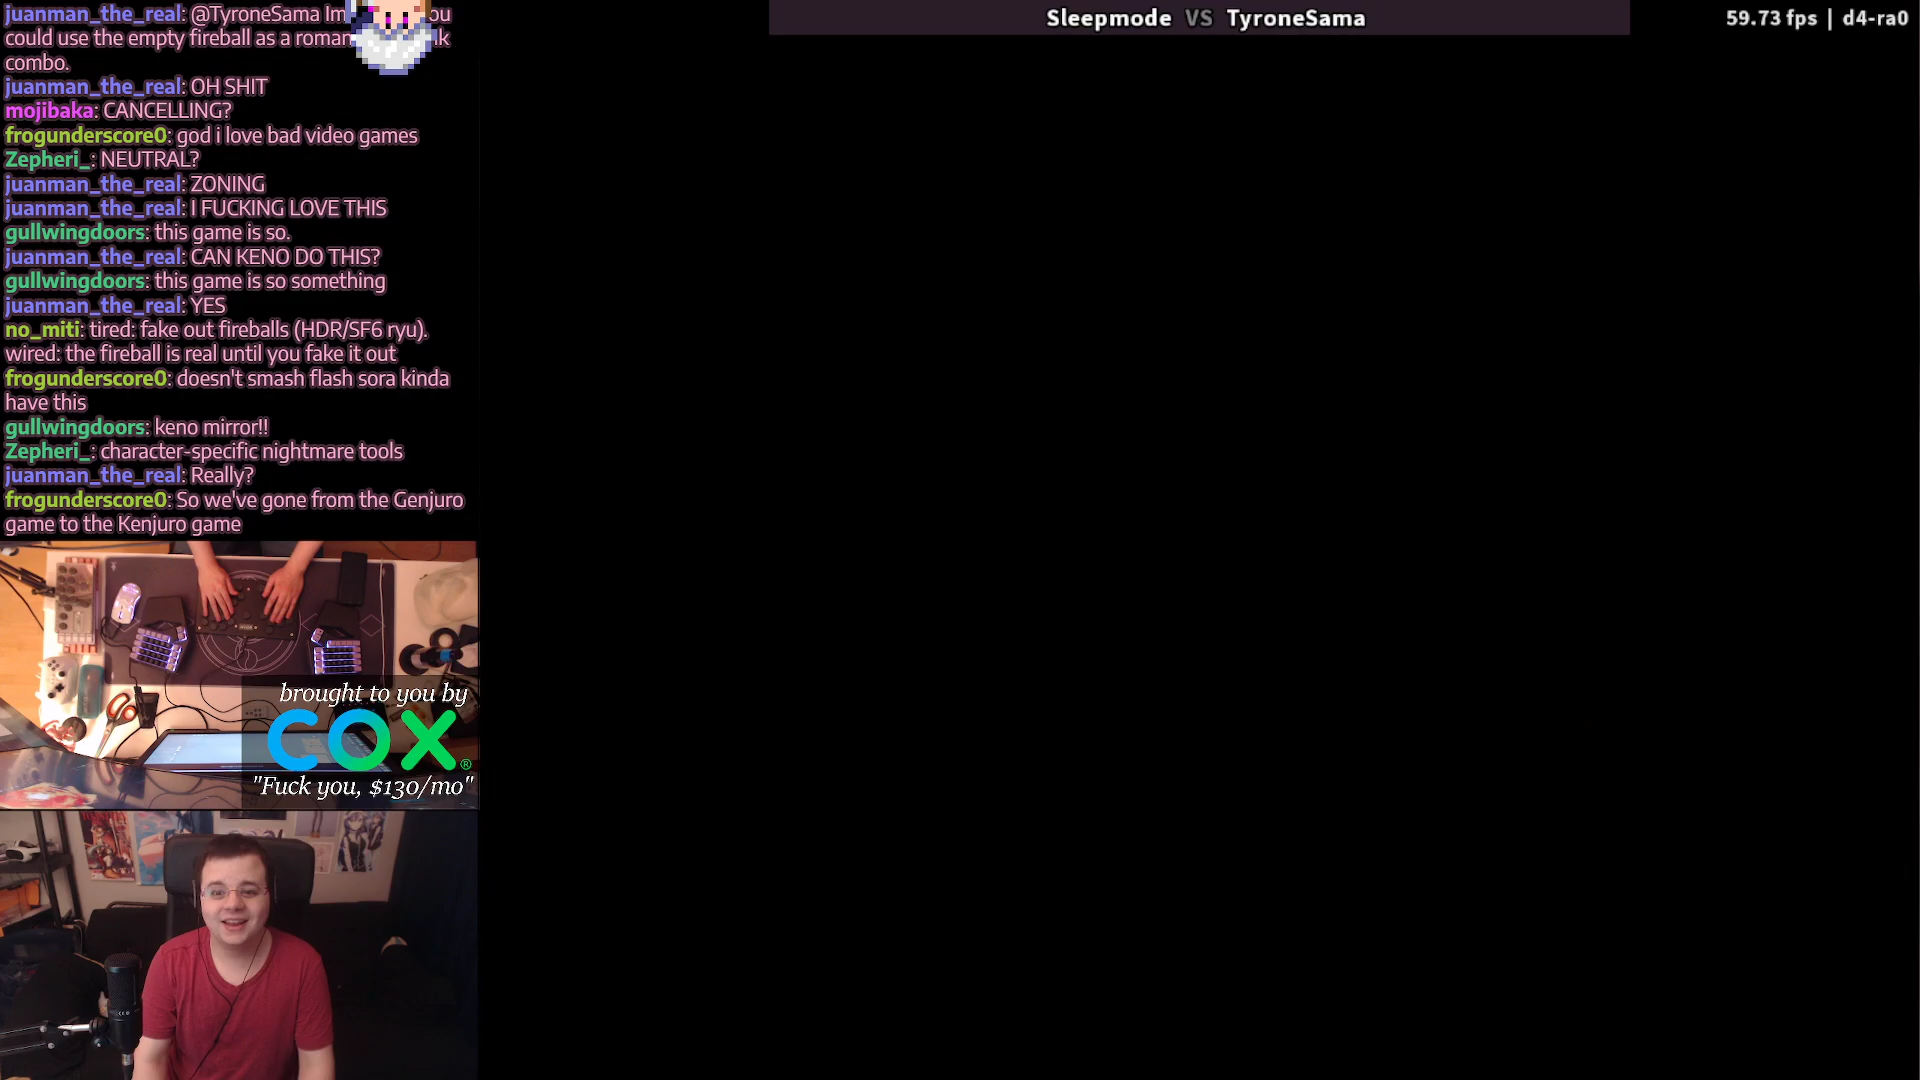 juanman_the_real: @TyroneSama Im
could use the empty fireball as a roman
combo.
juanman_the_real: OH SHIT
mojibaka: CANCELLING?
frogunderscore0: god i love bad video games
Zepheri_: NEUTRAL?
juanman_the_real: ZONING
juanman_the_real: I FUCKING LOVE THIS
gullwingdoors: this game is so.
juanman_the_real: CAN KENO DO THIS?
gullwingdoors: this game is so something
juanman_the_real: YES
no_miti: tired: fake out fireballs (HDR/SF6 ryu).
wired: the fireball is real until you fake it out
frogunderscore0: doesn't smash flash sora kinda
have this
gullwingdoors: keno mirror!!
Zepheri_: character-specific nightmare tools
juanman_the_real: Really?
frogunderscore0: So we've gone from the Genjuro
game to the Kenjuro game
brought to you by
COX®
"Fuck you, $130/mo"
Sleepmode VS TyroneSama
59.73 fps | d4-ra0